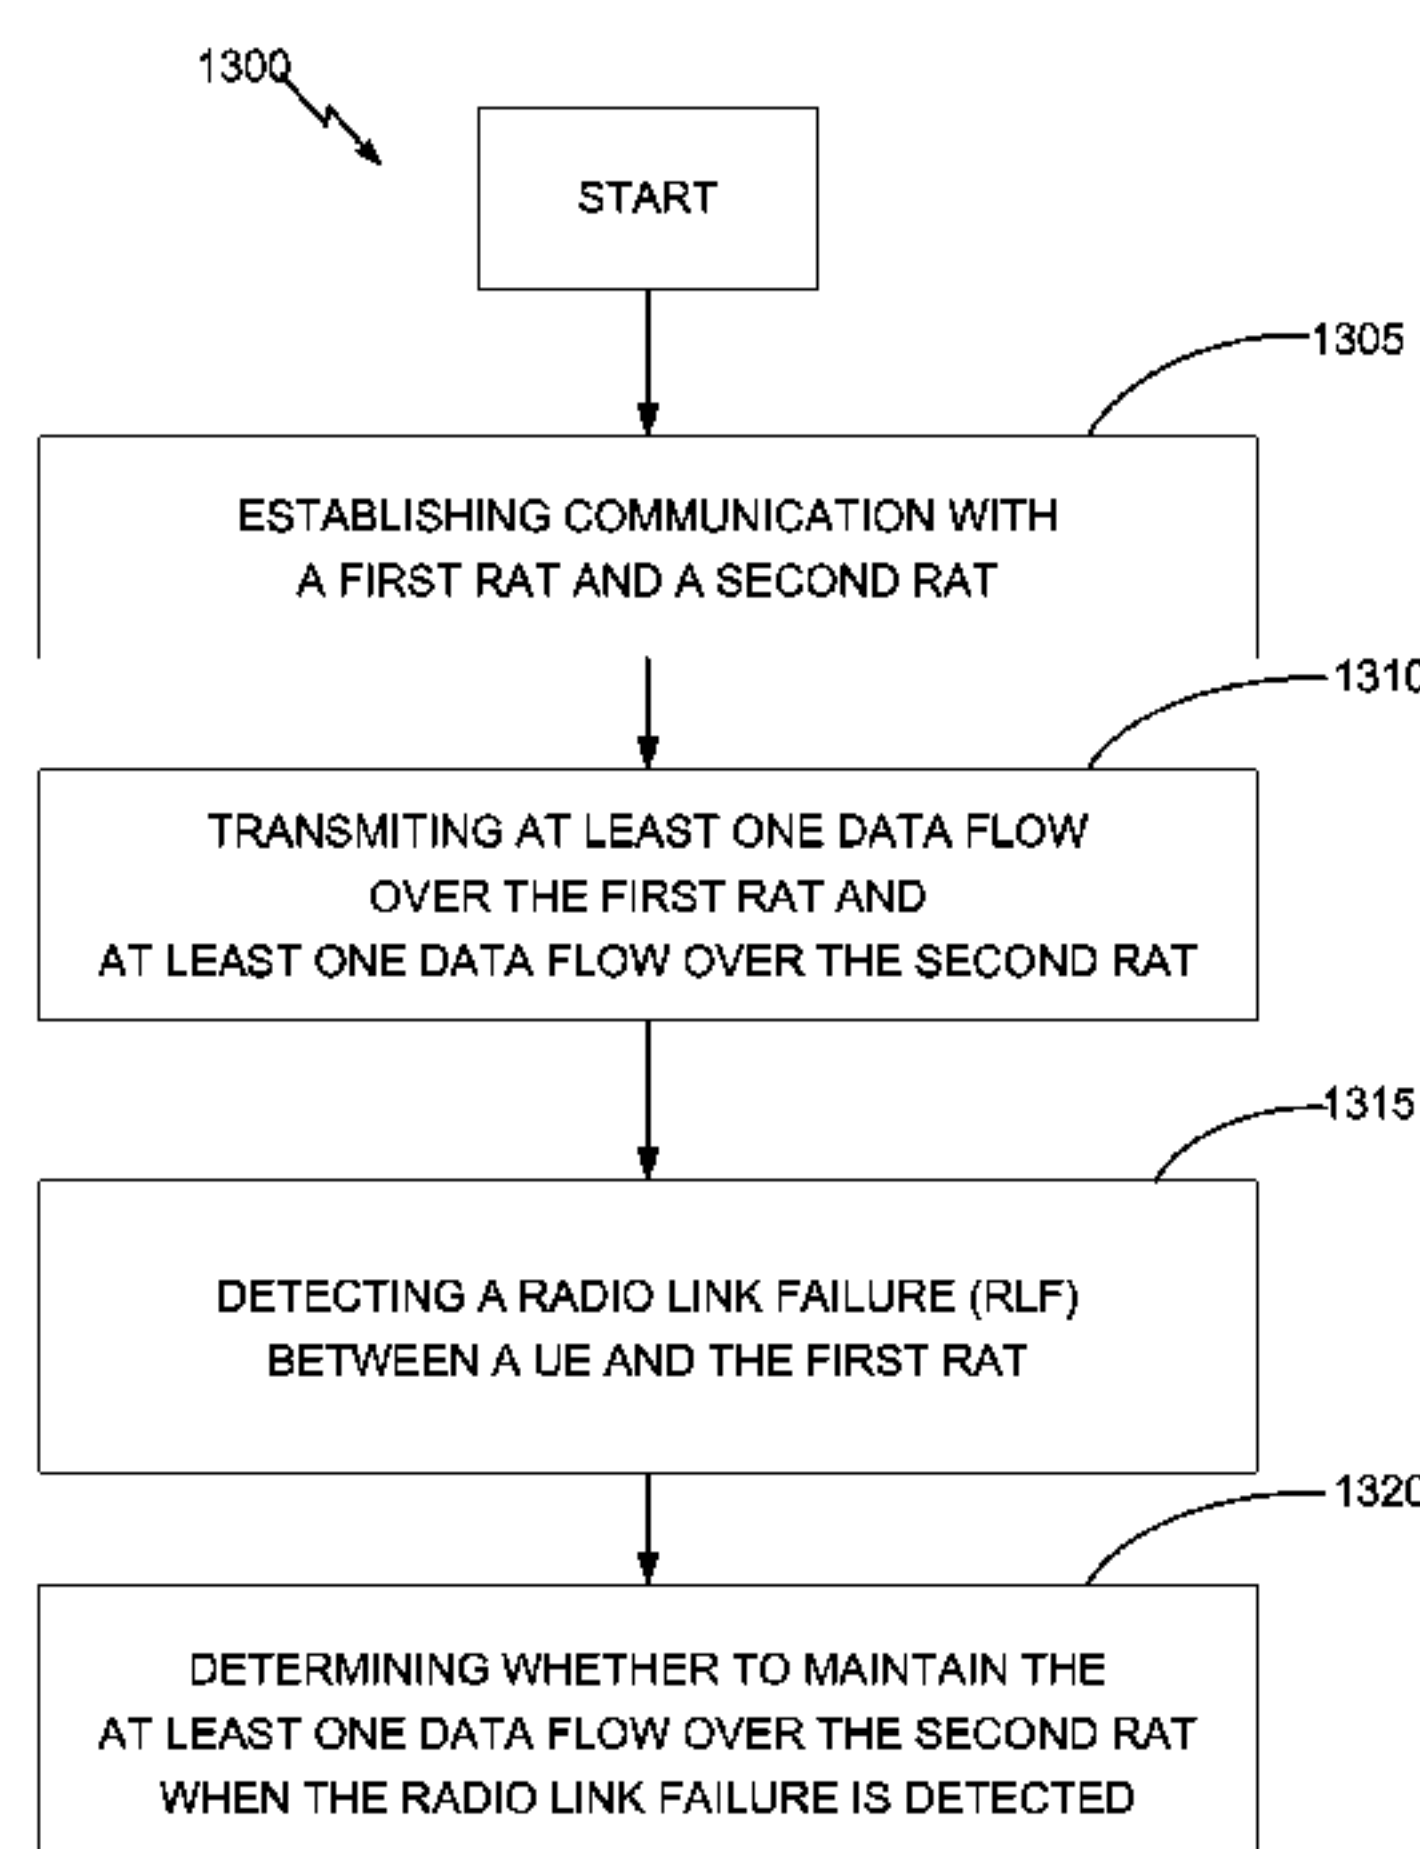 1300
START
1305
ESTABLISHING COMMUNICATION WITH
A FIRST RAT AND A SECOND RAT
1310
TRANSMITING AT LEAST ONE DATA FLOW
OVER THE FIRST RAT AND
AT LEAST ONE DATA FLOW OVER THE SECOND RAT
1315
DETECTING A RADIO LINK FAILURE (RLF)
BETWEEN A UE AND THE FIRST RAT
1320
DETERMINING WHETHER TO MAINTAIN THE
AT LEAST ONE DATA FLOW OVER THE SECOND RAT
WHEN THE RADIO LINK FAILURE IS DETECTED